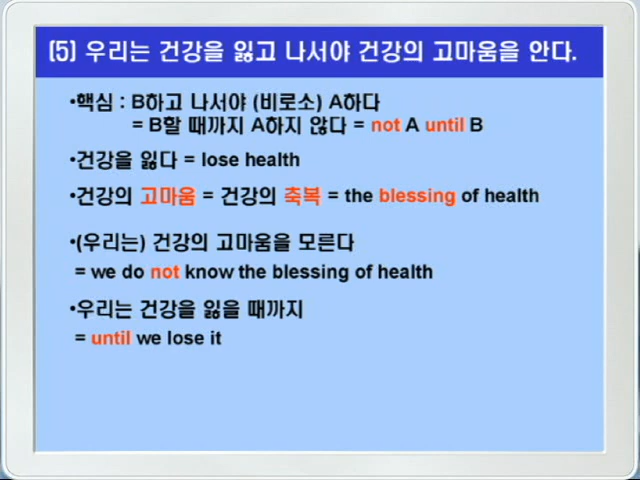 (5) 우리는 건강을 잃고 나서야 건강의 고마움을 안다.
•핵심 : B하고 나서야 (비로소) A하다
= B할 때까지 A하지 않다 = not A until B
•건강을 잃다 = lose health
•건강의 고마움 = 건강의 축복 = the blessing of health
•(우리는) 건강의 고마움을 모른다
= we do not know the blessing of health
•우리는 건강을 잃을 때까지
= until we lose it